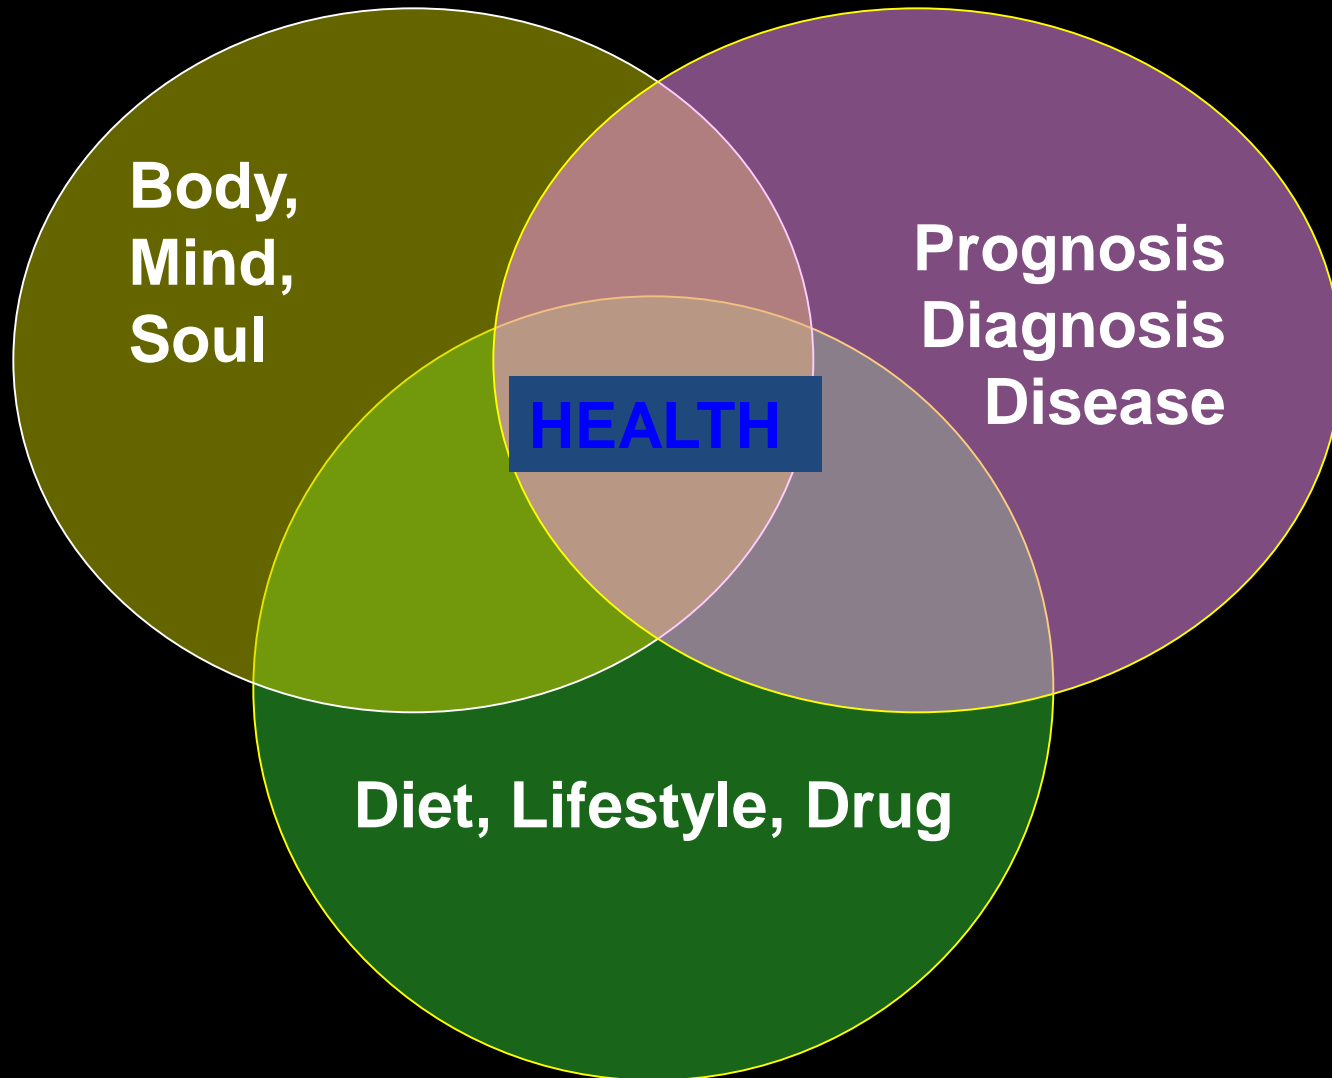 Body,
Mind,
Soul
Prognosis
Diagnosis
Disease
HEALTH
Diet, Lifestyle, Drug